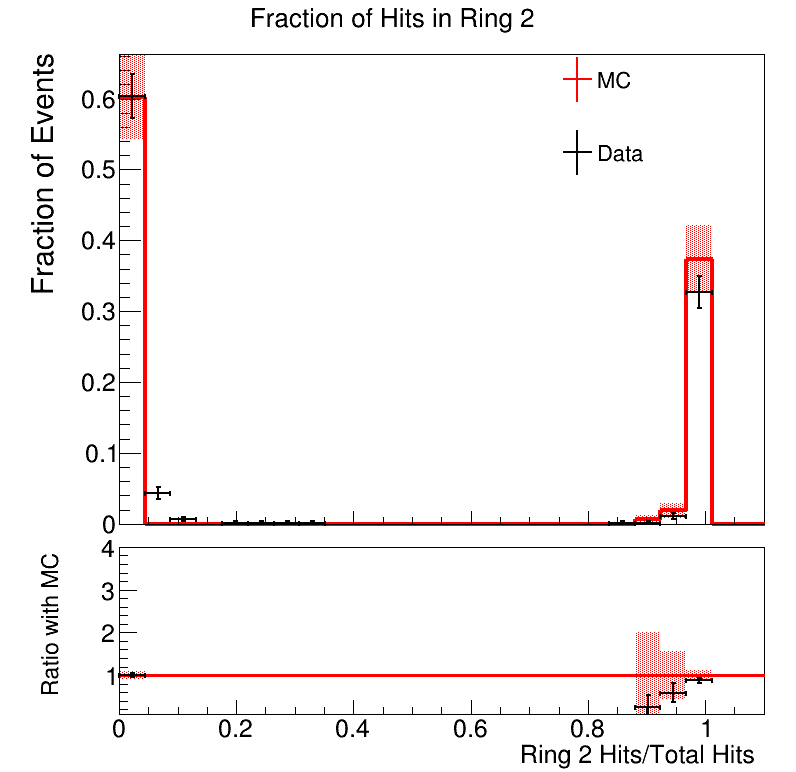 Fraction of Hits in Ring 2
Fraction of Events
0.6
0.5
0.4
0.3
0.2
0.1
0
MC
Data
Ratio with MC
4
3
2
1
0 0.2 0.4 0.6 0.8 1
Ring 2 Hits/Total Hits